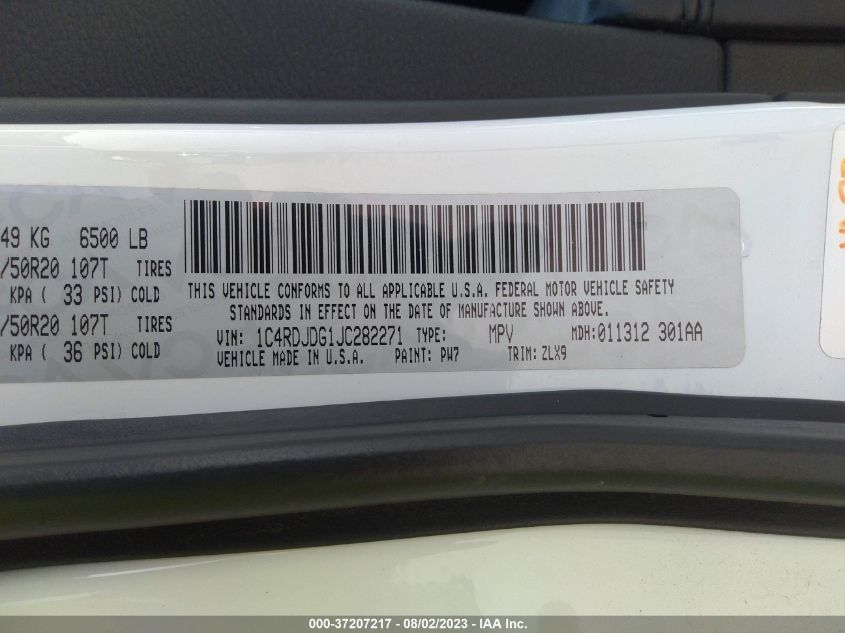 49 KG 6500 LB
/50R20 107T TIRES
KPA ( 33 PSI) COLD
/50R20 107T TIRES
KPA ( 36 PSI) COLD
THIS VEHICLE CONFORMS TO ALL APPLICABLE U.S.A. FEDERAL MOTOR VEHICLE SAFETY
STANDARDS IN EFFECT ON THE DATE OF MANUFACTURE SHOWN ABOVE.
VIN: 1C4RDJDG1JC282271 TYPE: MPV MDH: 011312 301AA
VEHICLE MADE IN U.S.A. PAINT: PW7 TRIM: ZLX9
000-37207217 - 08/02/2023 - IAA Inc.